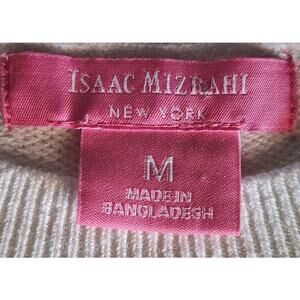 ISAAC MIZRAHI
NEW YORK
M
MADE IN
BANGLADESH